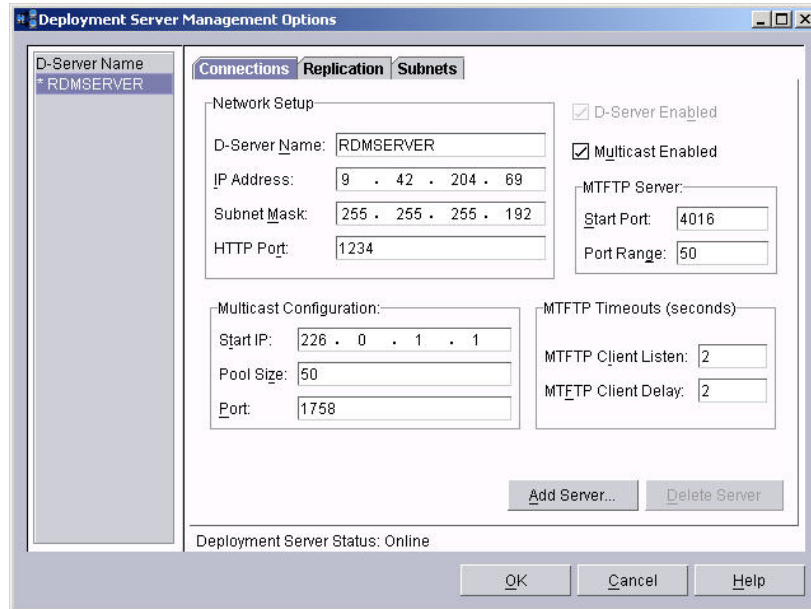 Deployment Server Management Options
D-Server Name
* RDMSERVER
Connections Replication Subnets
Network Setup
D-Server Name: RDMSERVER
IP Address: 9 . 42 . 204 . 69
Subnet Mask: 255 . 255 . 255 . 192
HTTP Port: 1234
D-Server Enabled
Multicast Enabled
MTFTP Server:
Start Port: 4016
Port Range: 50
Multicast Configuration:
Start IP: 226 . 0 . 1 . 1
Pool Size: 50
Port: 1758
MTFTP Timeouts (seconds)
MTFTP Client Listen: 2
MTFTP Client Delay: 2
Add Server... Delete Server
Deployment Server Status: Online
OK Cancel Help